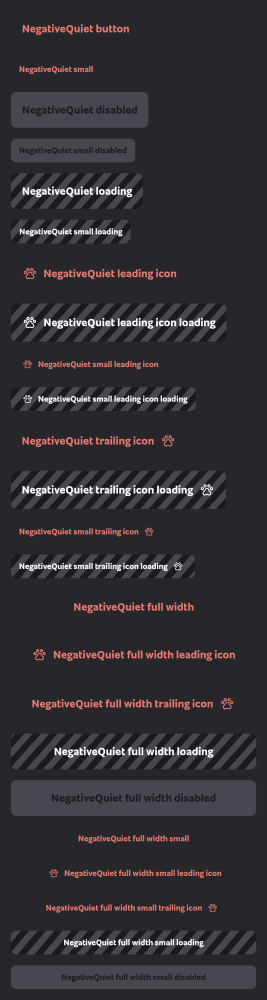 NegativeQuiet button
NegativeQuiet small
NegativeQuiet disabled
NegativeQuiet small disabled
NegativeQuiet loading
NegativeQuiet small loading
NegativeQuiet leading icon
NegativeQuiet leading icon loading
NegativeQuiet small leading icon
NegativeQuiet small leading icon loading
NegativeQuiet trailing icon
NegativeQuiet trailing icon loading
NegativeQuiet small trailing icon
NegativeQuiet small trailing icon loading
NegativeQuiet full width
NegativeQuiet full width leading icon
NegativeQuiet full width trailing icon
NegativeQuiet full width loading
NegativeQuiet full width disabled
NegativeQuiet full width small
NegativeQuiet full width small leading icon
NegativeQuiet full width small trailing icon
NegativeQuiet full width small loading
NegativeQuiet full width small disabled